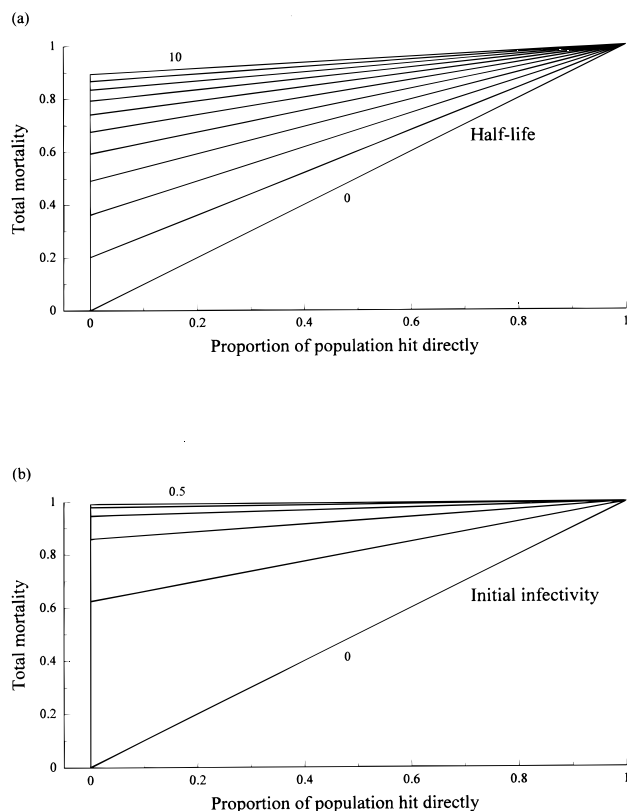 (a)
10
1
0.8
0.6
0.4
0.2
0
Total mortality
Half-life
0
0 0.2 0.4 0.6 0.8 1
Proportion of population hit directly
(b)
0.5
1
0.8
0.6
0.4
0.2
0
Total mortality
Initial infectivity
0
0 0.2 0.4 0.6 0.8 1
Proportion of population hit directly